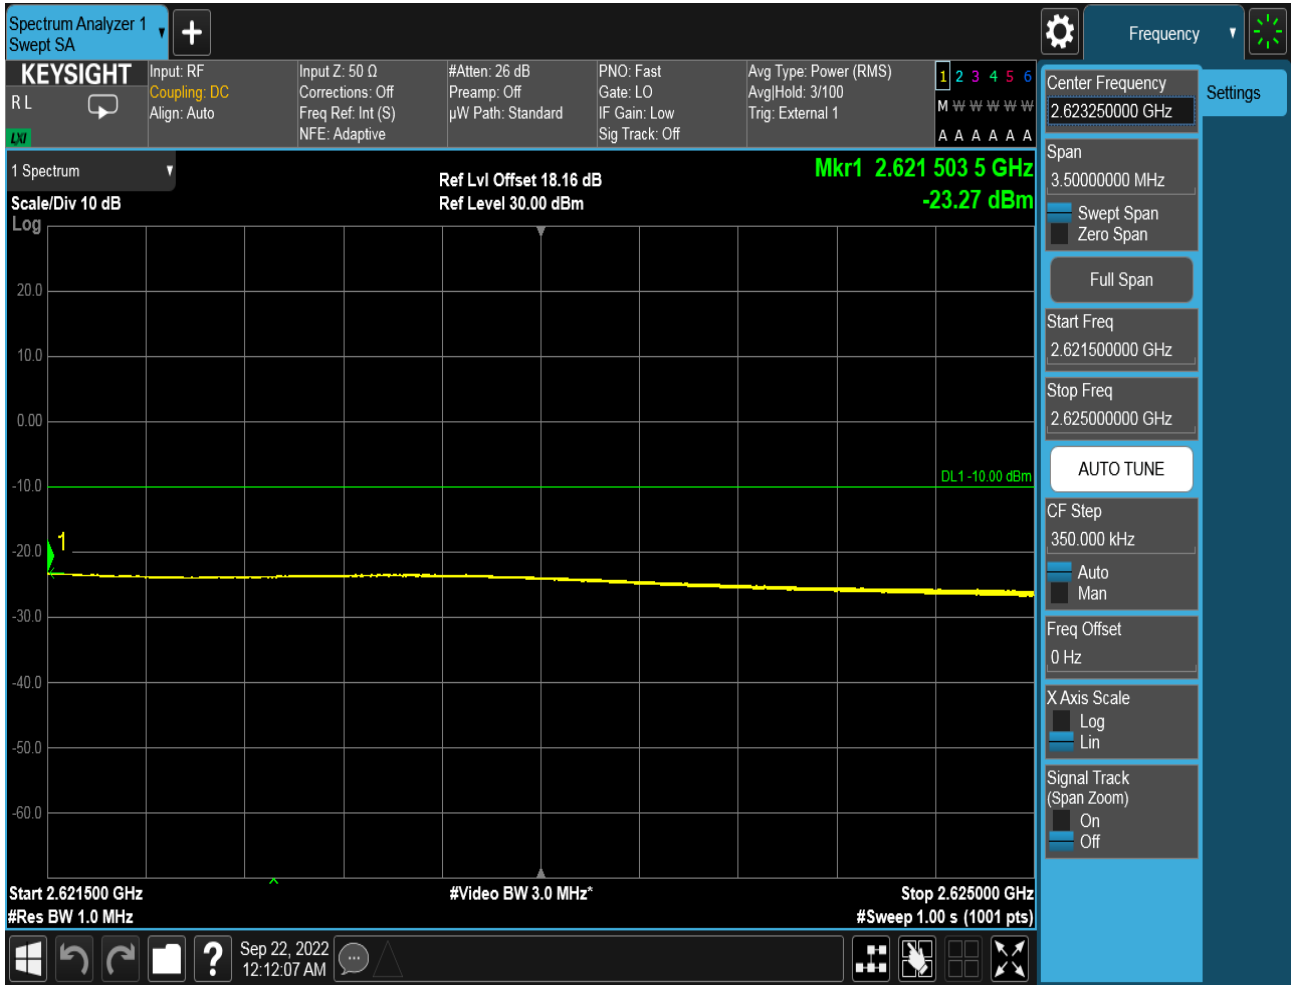 Spectrum Analyzer 1
Swept SA
Frequency
KEYSIGHT
R L
LXI
Input: RF
Coupling: DC
Align: Auto
Input Z: 50 Ω
Corrections: Off
Freq Ref: Int (S)
NFE: Adaptive
#Atten: 26 dB
Preamp: Off
µW Path: Standard
PNO: Fast
Gate: LO
IF Gain: Low
Sig Track: Off
Avg Type: Power (RMS)
Avg|Hold: 3/100
Trig: External 1
1 2 3 4 5 6
M W W W W W
A A A A A A
1 Spectrum
Scale/Div 10 dB
Log
Ref Lvl Offset 18.16 dB
Ref Level 30.00 dBm
Mkr1 2.621 503 5 GHz
-23.27 dBm
20.0
10.0
0.00
DL1 -10.00 dBm
-10.0
1
-20.0
-30.0
-40.0
-50.0
-60.0
Start 2.621500 GHz
#Video BW 3.0 MHz*
Stop 2.625000 GHz
#Res BW 1.0 MHz
#Sweep 1.00 s (1001 pts)
?
Sep 22, 2022
12:12:07 AM
Center Frequency
2.623250000 GHz
Settings
Span
3.50000000 MHz
Swept Span
Zero Span
Full Span
Start Freq
2.621500000 GHz
Stop Freq
2.625000000 GHz
AUTO TUNE
CF Step
350.000 kHz
Auto
Man
Freq Offset
0 Hz
X Axis Scale
Log
Lin
Signal Track
(Span Zoom)
On
Off